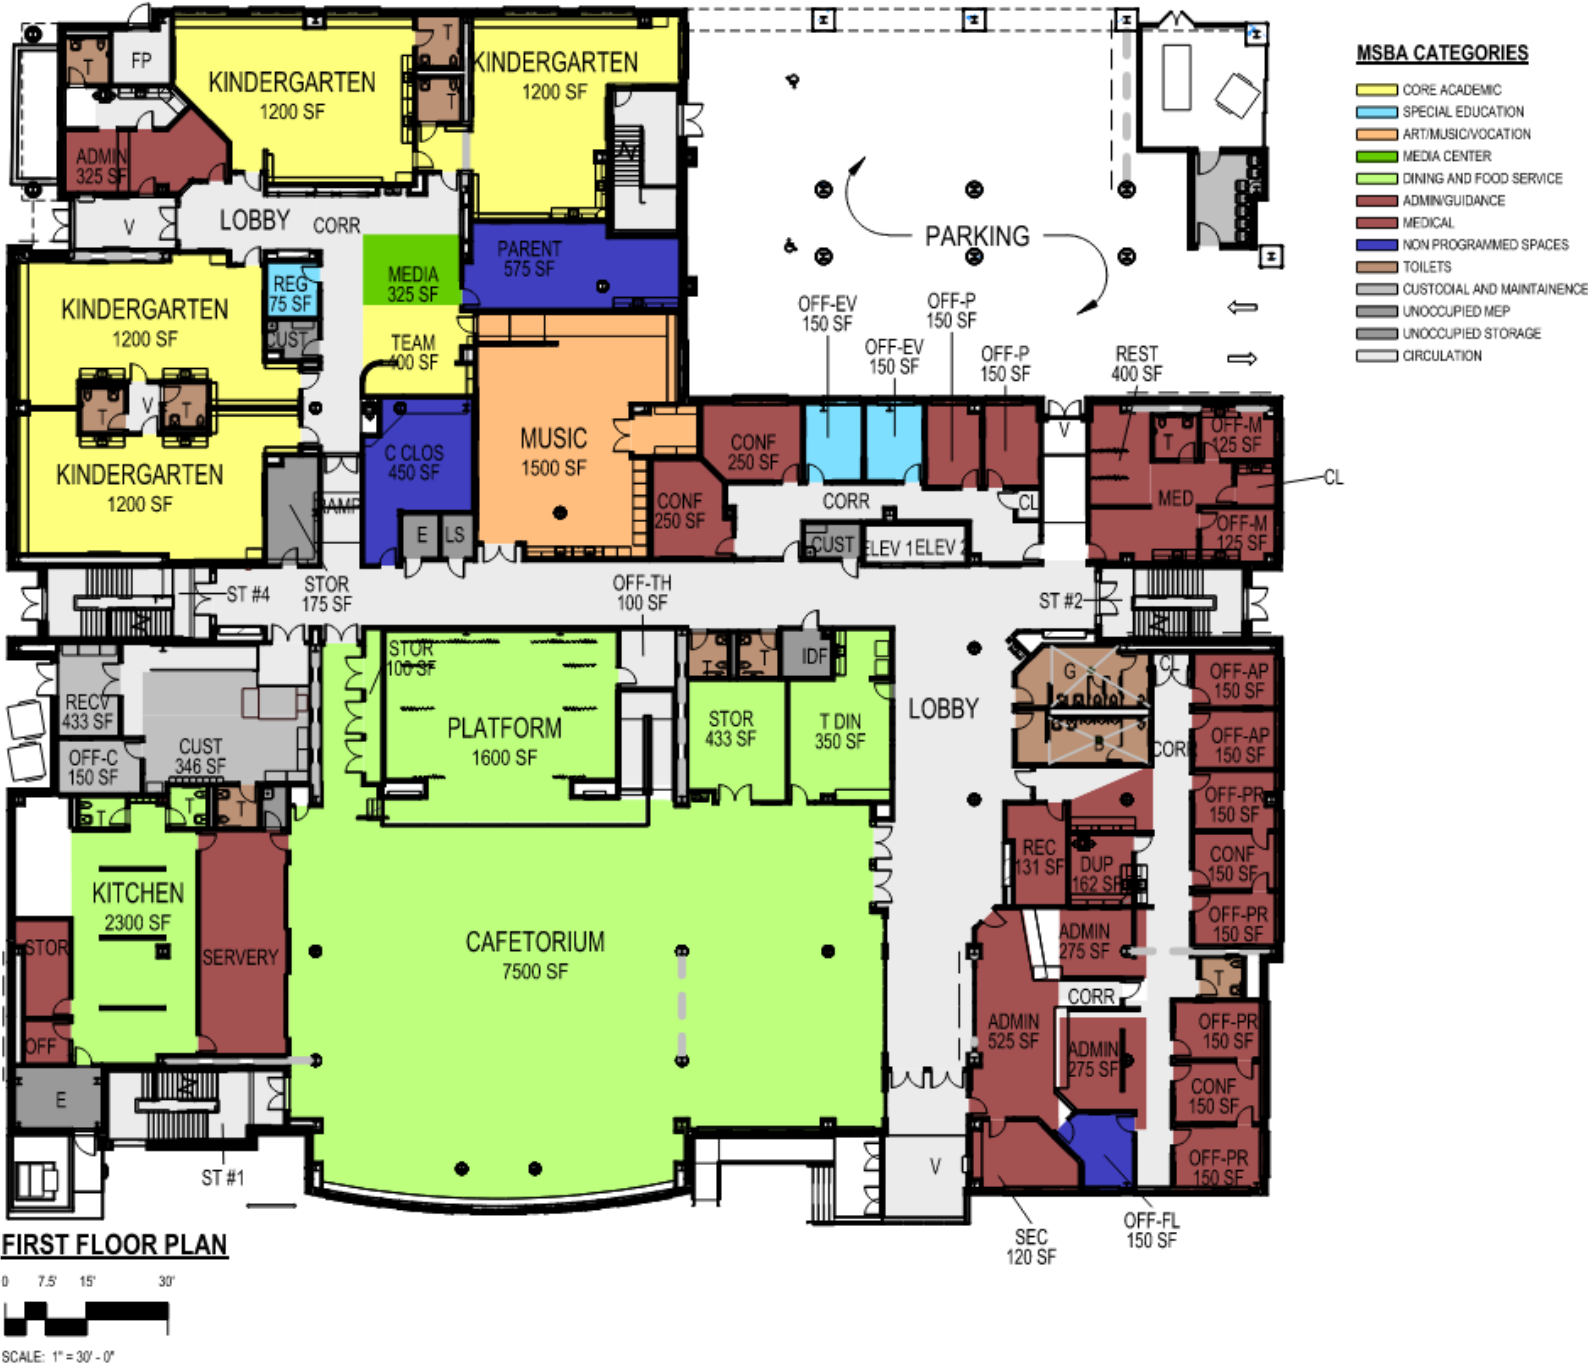 MSBA CATEGORIES
CORE ACADEMIC
SPECIAL EDUCATION
ART/MUSIC/VOCATION
MEDIA CENTER
DINING AND FOOD SERVICE
ADMIN/GUIDANCE
MEDICAL
NON PROGRAMMED SPACES
TOILETS
CUSTODIAL AND MAINTAINENCE
UNOCCUPIED MEP
UNOCCUPIED STORAGE
CIRCULATION
T
FP
KINDERGARTEN
1200 SF
T
T
KINDERGARTEN
1200 SF
ADMIN
325 SF
V
LOBBY
CORR
PARENT
575 SF
PARKING
MEDIA
325 SF
REG
75 SF
CUST
KINDERGARTEN
1200 SF
TEAM
400 SF
T
V
T
KINDERGARTEN
1200 SF
C CLOS
450 SF
E
LS
RAMP
MUSIC
1500 SF
OFF-EV
150 SF
OFF-EV
150 SF
OFF-P
150 SF
OFF-P
150 SF
REST
400 SF
CONF
250 SF
CONF
250 SF
CORR
CL
CUST
ELEV 1
ELEV 2
V
T
OFF-M
125 SF
MED
CL
OFF-M
125 SF
ST #4
STOR
175 SF
OFF-TH
100 SF
ST #2
RECV
433 SF
OFF-C
150 SF
CUST
346 SF
STOR
100 SF
PLATFORM
1600 SF
T
T
IDF
STOR
433 SF
T DIN
350 SF
LOBBY
G
B
CL
CORR
OFF-AP
150 SF
OFF-AP
150 SF
OFF-PR
150 SF
CONF
150 SF
OFF-PR
150 SF
T
T
T
KITCHEN
2300 SF
SERVERY
STOR
OFF
E
CAFETORIUM
7500 SF
REC
131 SF
DUP
162 SF
ADMIN
275 SF
CORR
ADMIN
525 SF
ADMIN
275 SF
T
OFF-PR
150 SF
CONF
150 SF
OFF-PR
150 SF
ST #1
V
SEC
120 SF
OFF-FL
150 SF
FIRST FLOOR PLAN
0 7.5' 15' 30'
SCALE: 1" = 30' - 0"